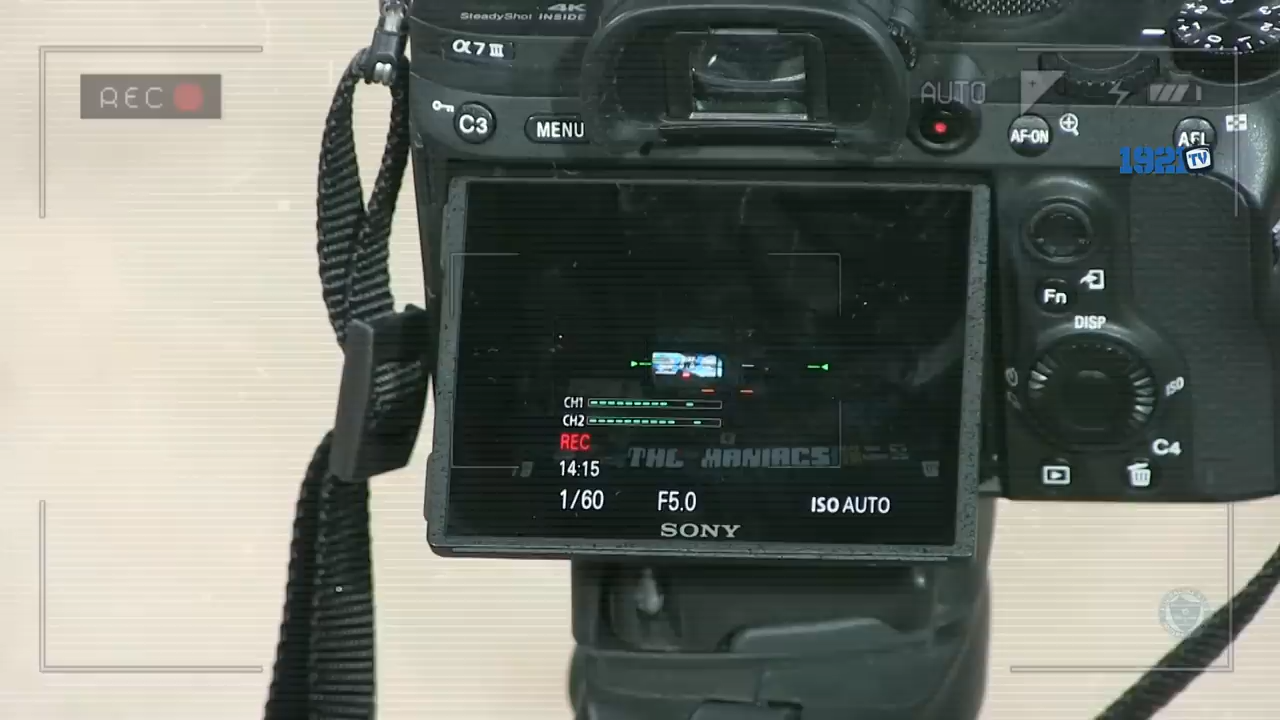 4K
SteadyShot INSIDE
α7 III
REC
AUTO
C3
MENU
AF-ON
AEL
1921
TV
Fn
DISP
ISO
C4
CH1
CH2
REC
THE MANIACS
14:15
1/60 F5.0 ISO AUTO
SONY